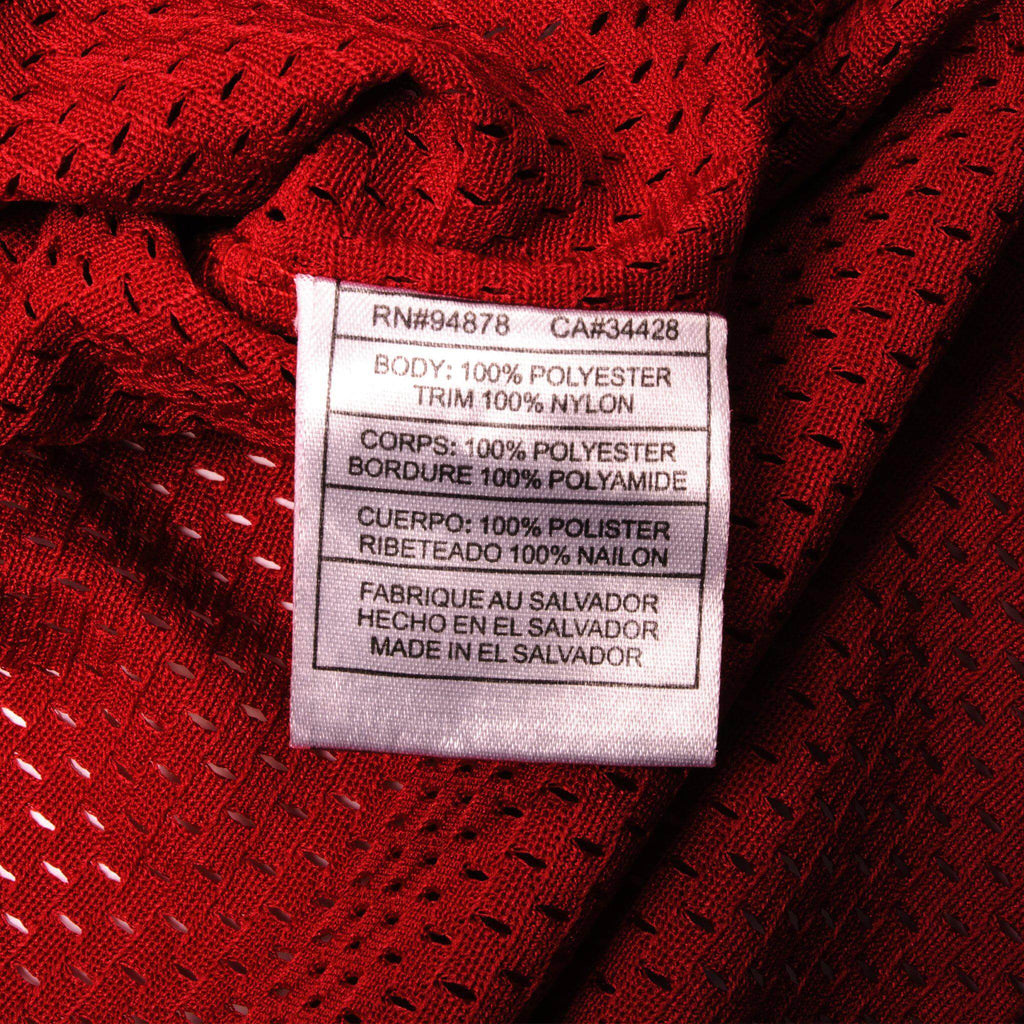 RN#94878 CA#34428
BODY: 100% POLYESTER
TRIM 100% NYLON
CORPS: 100% POLYESTER
BORDURE 100% POLYAMIDE
CUERPO: 100% POLISTER
RIBETEADO 100% NAILON
FABRIQUE AU SALVADOR
HECHO EN EL SALVADOR
MADE IN EL SALVADOR